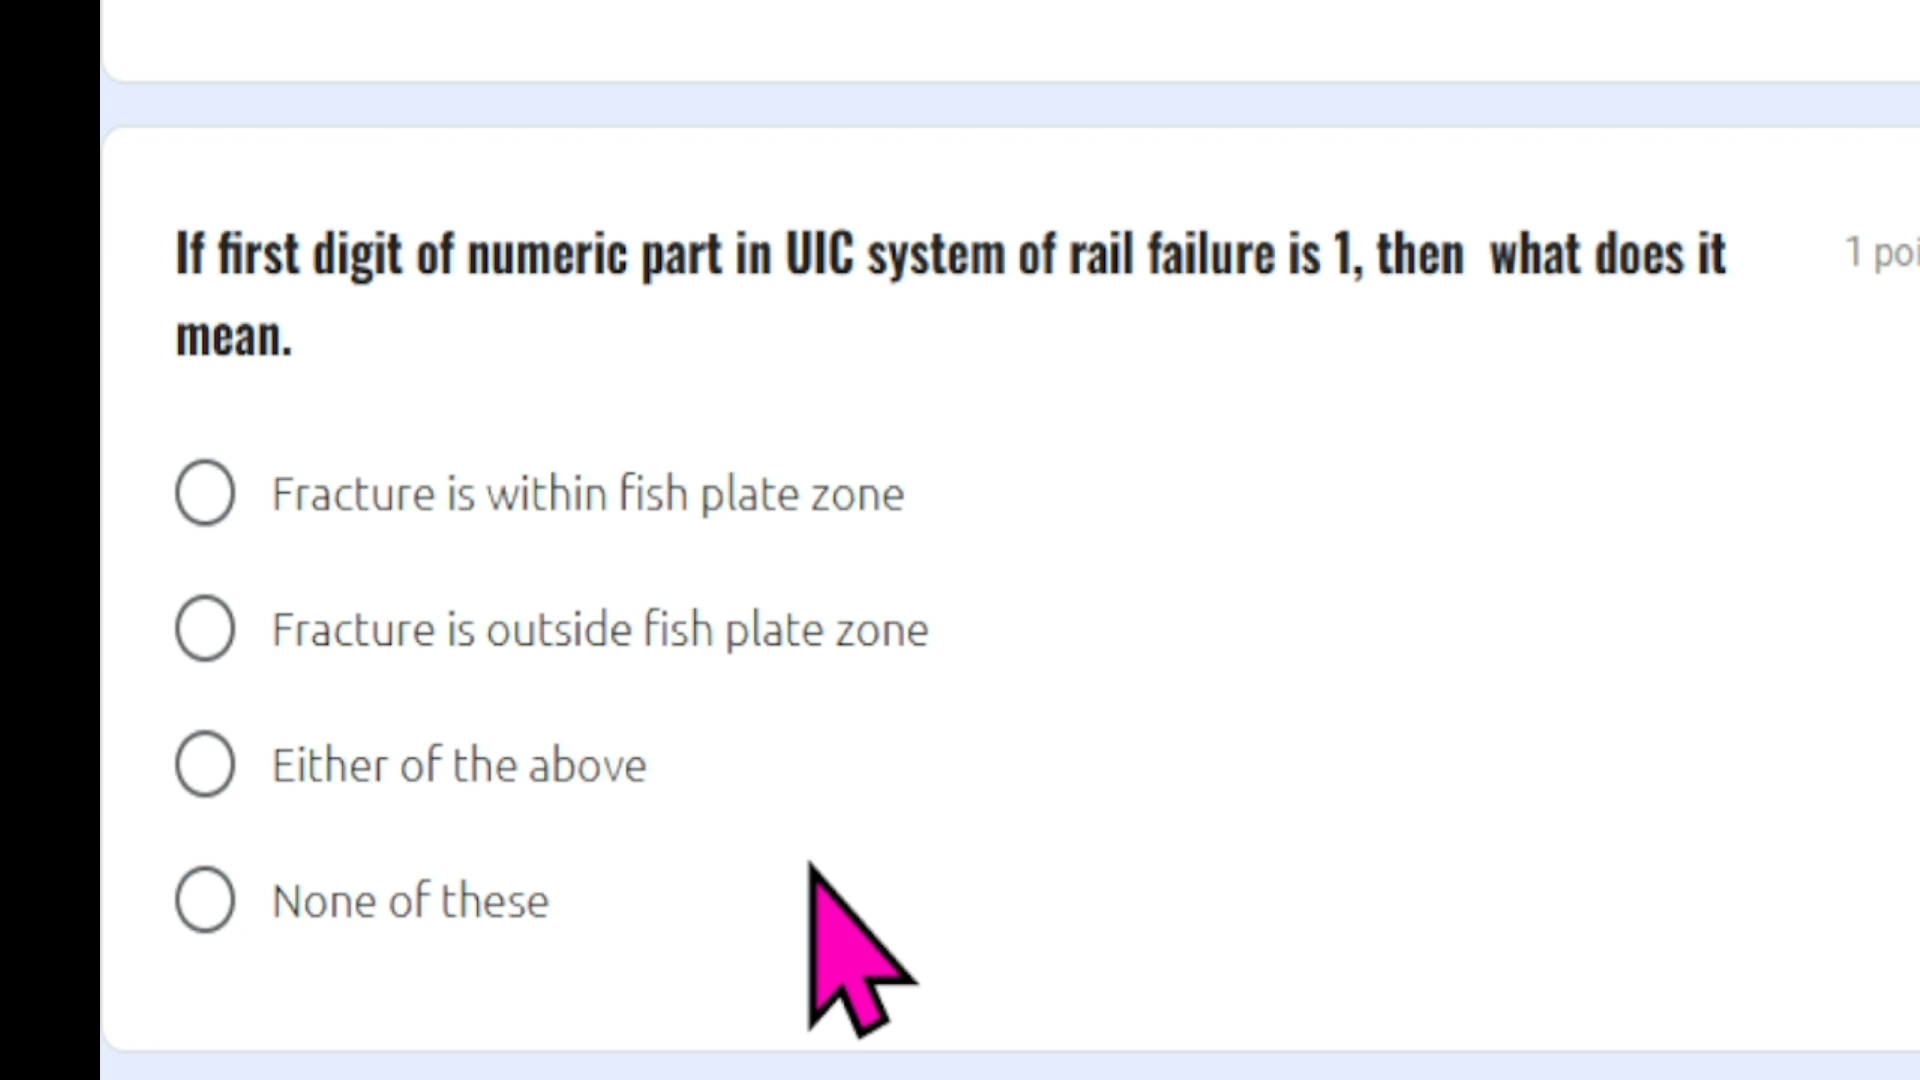 If first digit of numeric part in UIC system of rail failure is 1, then  what does it
1 poi
mean.
Fracture is within fish plate zone
Fracture is outside fish plate zone
Either of the above
None of these